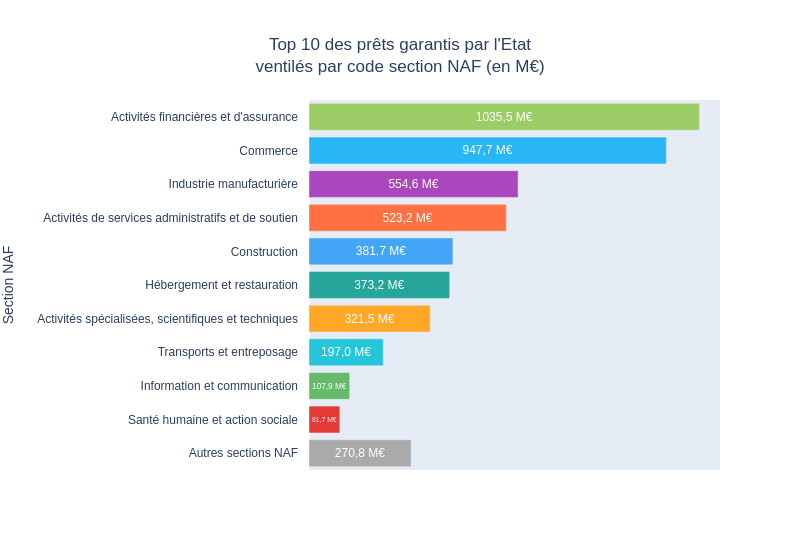 Top 10 des prêts garantis par l'Etat
ventilés par code section NAF (en M€)
Section NAF
Activités financières et d'assurance 1035,5 M€
Commerce 947,7 M€
Industrie manufacturière 554,6 M€
Activités de services administratifs et de soutien 523,2 M€
Construction 381,7 M€
Hébergement et restauration 373,2 M€
Activités spécialisées, scientifiques et techniques 321,5 M€
Transports et entreposage 197,0 M€
Information et communication 107,9 M€
Santé humaine et action sociale 81,7 M€
Autres sections NAF 270,8 M€